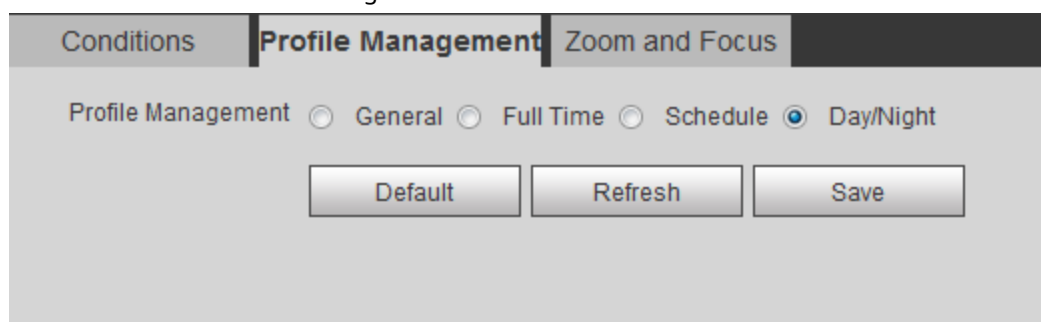 Conditions Profile Management Zoom and Focus
Profile Management General Full Time Schedule Day/Night
Default Refresh Save